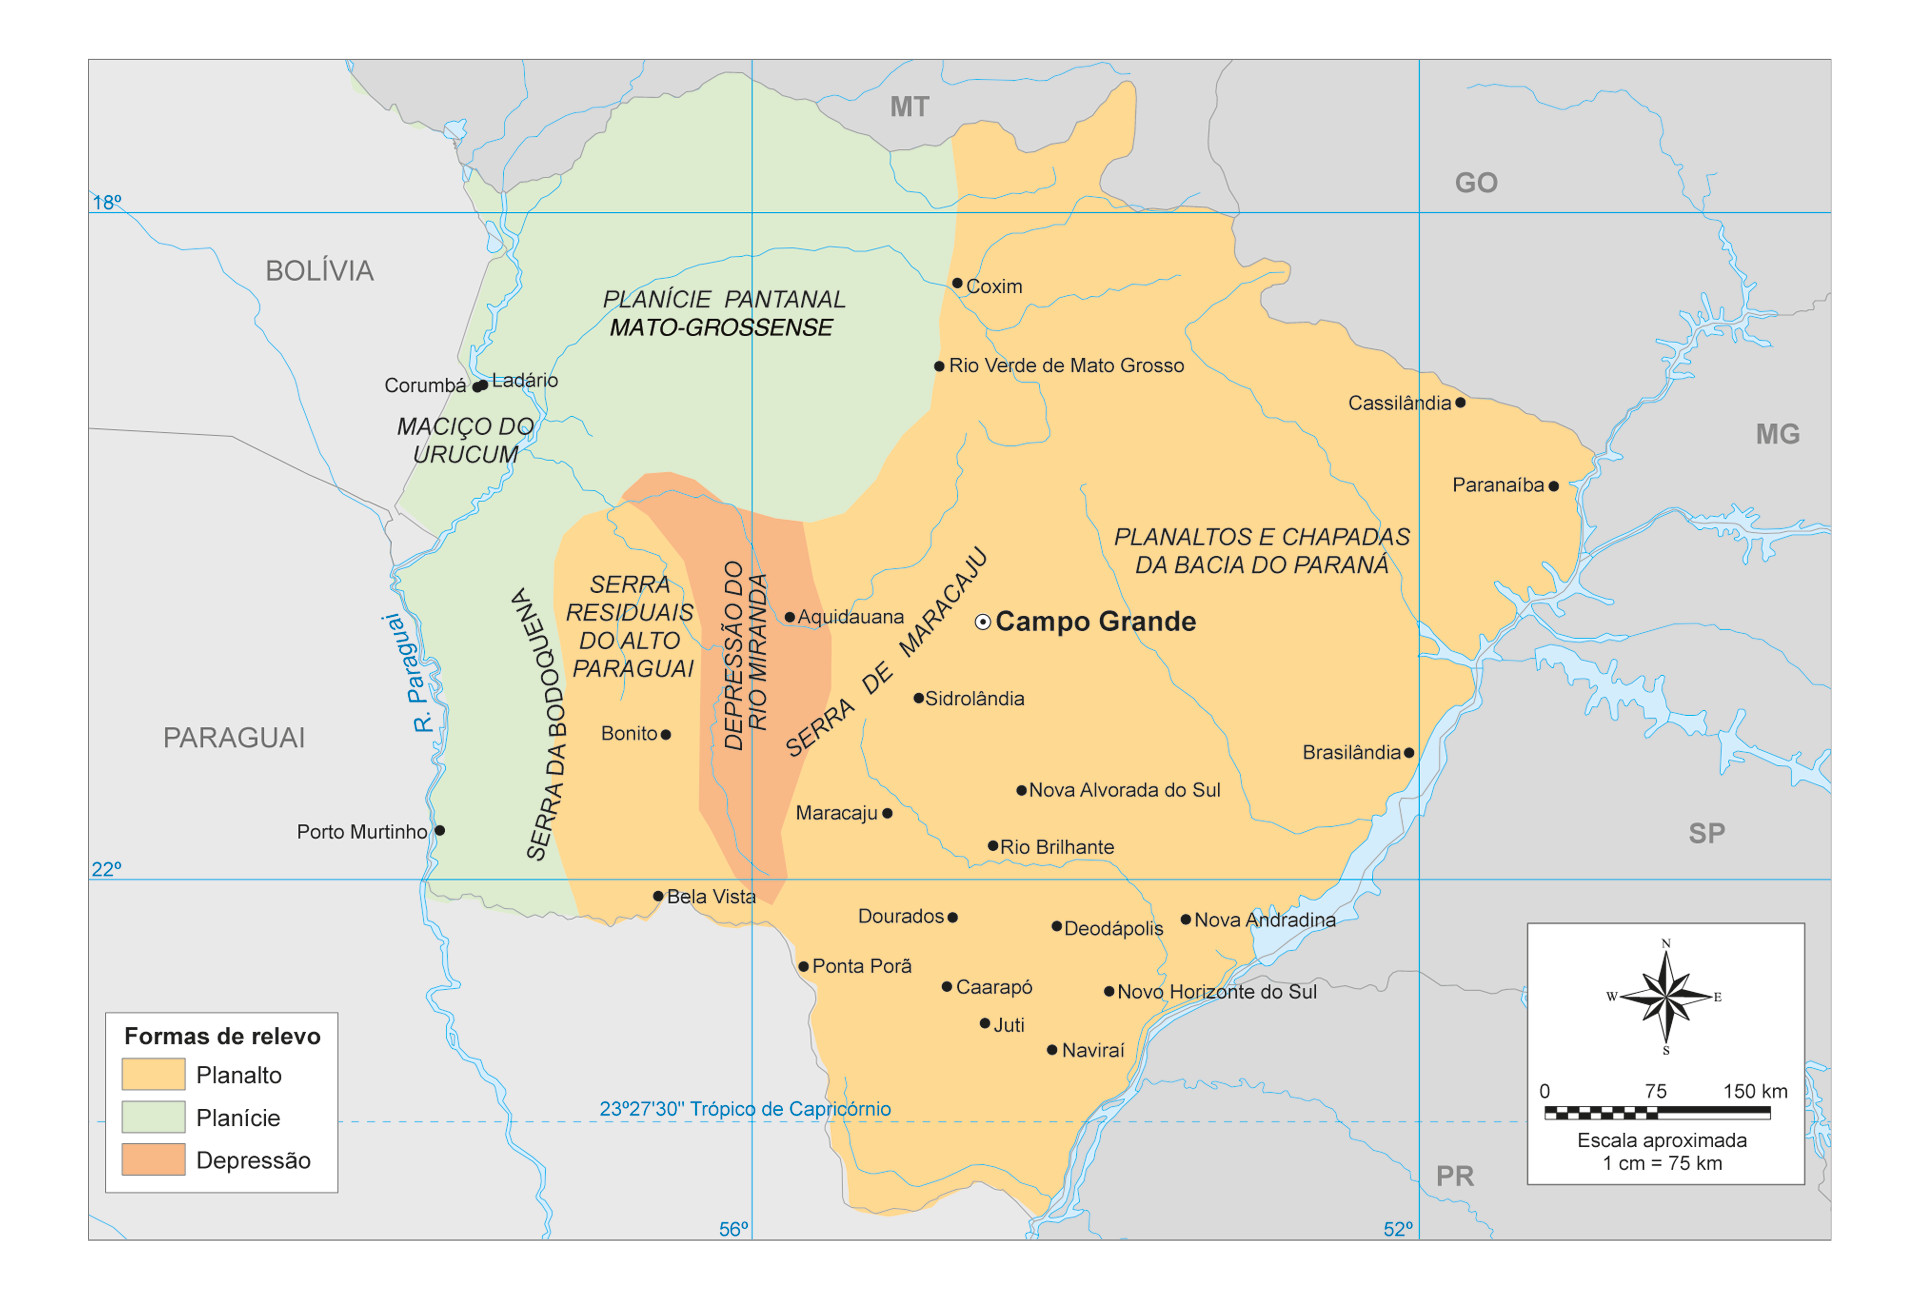 MT
GO
18º
BOLÍVIA
Coxim
PLANÍCIE PANTANAL
MATO-GROSSENSE
Rio Verde de Mato Grosso
Corumbá
Ladário
Cassilândia
MACIÇO DO
URUCUM
MG
Paranaíba
PLANALTOS E CHAPADAS
DA BACIA DO PARANÁ
SERRA
RESIDUAIS
DO ALTO
PARAGUAI
DEPRESSÃO DO
RIO MIRANDA
Aquidauana
SERRA DE MARACAJU
Campo Grande
R. Paraguai
SERRA DA BODOQUENA
Sidrolândia
PARAGUAI
Bonito
Brasilândia
Nova Alvorada do Sul
Maracaju
Porto Murtinho
Rio Brilhante
SP
22º
Bela Vista
Dourados
Deodápolis
Nova Andradina
Ponta Porã
Caarapó
Novo Horizonte do Sul
Juti
Naviraí
23º27'30" Trópico de Capricórnio
PR
56º
52º
Formas de relevo
Planalto
Planície
Depressão
N
W
E
S
0 75 150 km
Escala aproximada
1 cm = 75 km